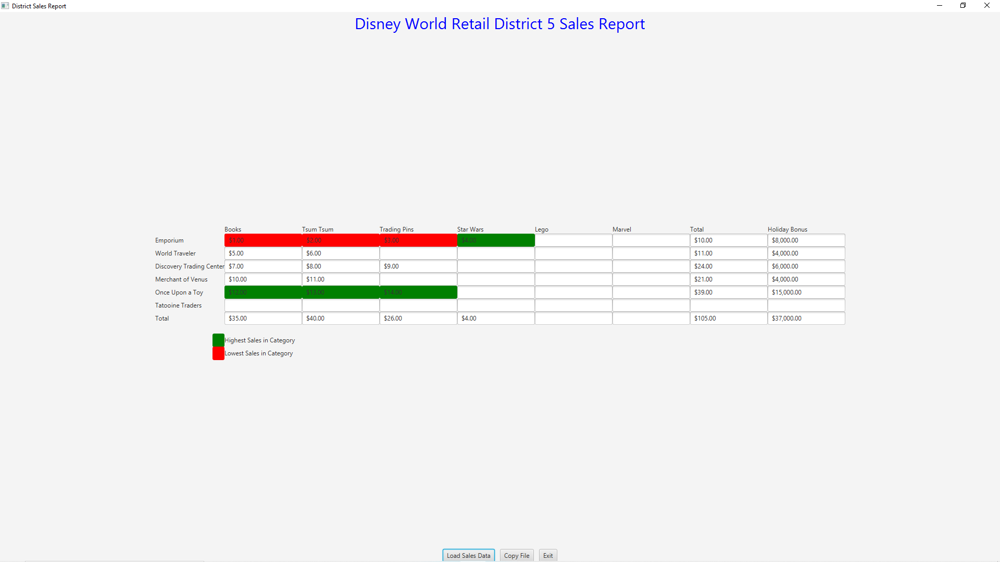 District Sales Report
Disney World Retail District 5 Sales Report
Books Tsum Tsum Trading Pins Star Wars Lego Marvel Total Holiday Bonus
Emporium $1.00 $2.00 $3.00 $4.00 $10.00 $8,000.00
World Traveler $5.00 $6.00 $11.00 $4,000.00
Discovery Trading Center $7.00 $8.00 $9.00 $24.00 $6,000.00
Merchant of Venus $10.00 $11.00 $21.00 $4,000.00
Once Upon a Toy $12.00 $13.00 $14.00 $39.00 $15,000.00
Tatooine Traders
Total $35.00 $40.00 $26.00 $4.00 $105.00 $37,000.00
Highest Sales in Category
Lowest Sales in Category
Load Sales Data Copy File Exit